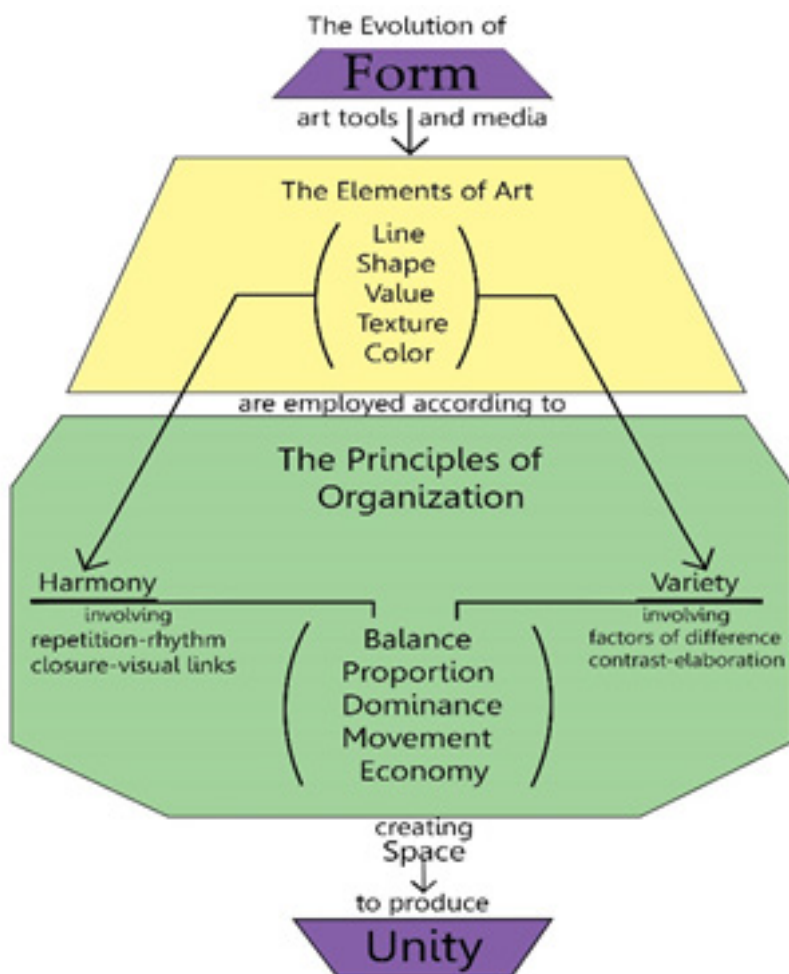 The Evolution of
Form
art tools and media
The Elements of Art
Line
Shape
Value
Texture
Color
are employed according to
The Principles of
Organization
Harmony
involving
repetition-rhythm
closure-visual links
Variety
involving
factors of difference
contrast-elaboration
Balance
Proportion
Dominance
Movement
Economy
creating
Space
to produce
Unity